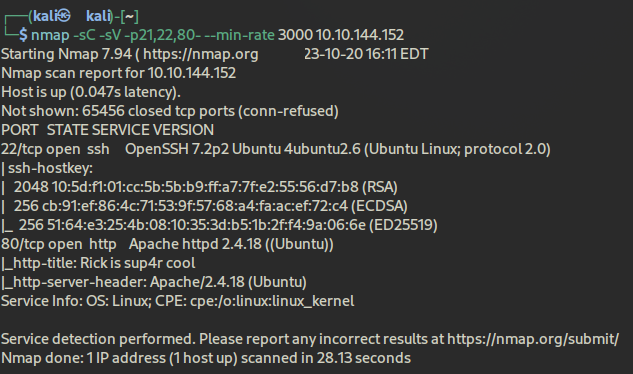 ┌──(kali㉿kali)-[~]
└─$ nmap -sC -sV -p21,22,80- --min-rate 3000 10.10.144.152
Starting Nmap 7.94 ( https://nmap.org 23-10-20 16:11 EDT
Nmap scan report for 10.10.144.152
Host is up (0.047s latency).
Not shown: 65456 closed tcp ports (conn-refused)
PORT STATE SERVICE VERSION
22/tcp open ssh OpenSSH 7.2p2 Ubuntu 4ubuntu2.6 (Ubuntu Linux; protocol 2.0)
| ssh-hostkey:
| 2048 10:5d:f1:01:cc:5b:5b:b9:ff:a7:7f:e2:55:56:d7:b8 (RSA)
| 256 cb:91:ef:86:4c:71:53:9f:57:68:a4:fa:ac:ef:72:c4 (ECDSA)
|_ 256 51:64:e3:25:4b:08:10:35:3d:b5:1b:2f:f4:9a:06:6e (ED25519)
80/tcp open http Apache httpd 2.4.18 ((Ubuntu))
|_http-title: Rick is sup4r cool
|_http-server-header: Apache/2.4.18 (Ubuntu)
Service Info: OS: Linux; CPE: cpe:/o:linux:linux_kernel
Service detection performed. Please report any incorrect results at https://nmap.org/submit/
Nmap done: 1 IP address (1 host up) scanned in 28.13 seconds